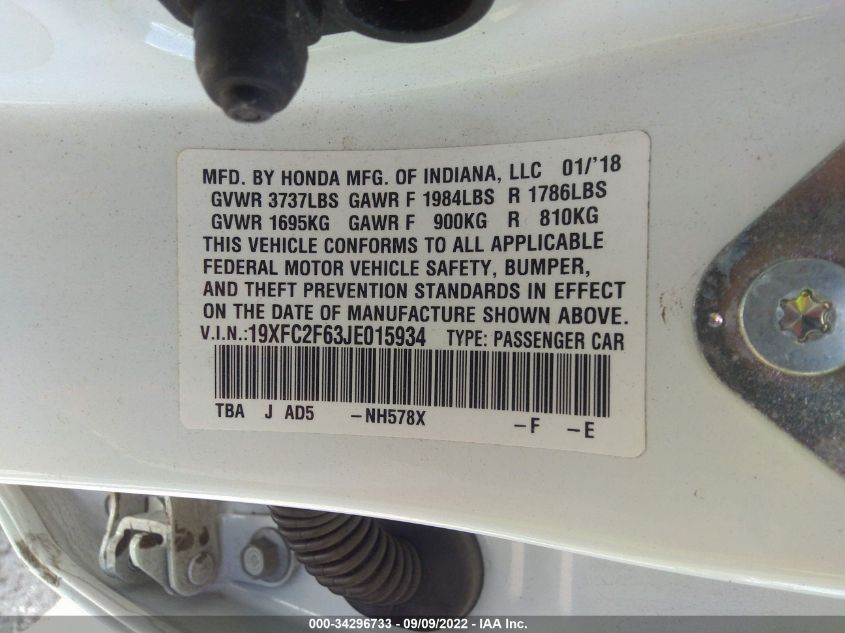 MFD. BY HONDA MFG. OF INDIANA, LLC 01/'18
GVWR 3737LBS GAWR F 1984LBS R 1786LBS
GVWR 1695KG GAWR F 900KG R 810KG
THIS VEHICLE CONFORMS TO ALL APPLICABLE
FEDERAL MOTOR VEHICLE SAFETY, BUMPER,
AND THEFT PREVENTION STANDARDS IN EFFECT
ON THE DATE OF MANUFACTURE SHOWN ABOVE.
V.I.N.:19XFC2F63JE015934 TYPE: PASSENGER CAR
TBA J AD5 -NH578X -F -E
000-34296733 - 09/09/2022 - IAA Inc.